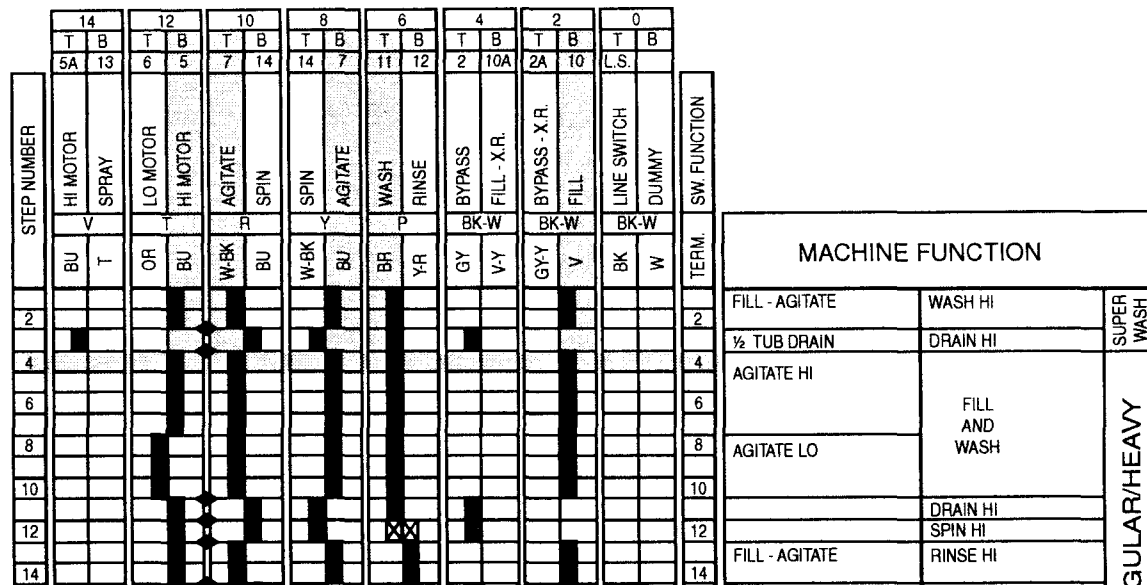 14 12 10 8 6 4 2 0
T B T B T B T B T B T B T B T B
5A 13 6 5 7 14 14 7 11 12 2 10A 2A 10 L.S.
STEP NUMBER
HI MOTOR
SPRAY
LO MOTOR
HI MOTOR
AGITATE
SPIN
SPIN
AGITATE
WASH
RINSE
BYPASS
FILL - X.R.
BYPASS - X.R.
FILL
LINE SWITCH
DUMMY
SW. FUNCTION
V T R Y P BK-W BK-W BK-W
BU T OR BU W-BK BU W-BK BU BR Y-R GY V-Y GY-Y V BK W
TERM.
MACHINE FUNCTION
FILL - AGITATE WASH HI
SUPER
WASH
2 2
½ TUB DRAIN DRAIN HI
4 4
AGITATE HI
6 6
FILL
AND
WASH
8 8
AGITATE LO
10 10
DRAIN HI
12 12
SPIN HI
FILL - AGITATE RINSE HI
14 14
GULAR/HEAVY